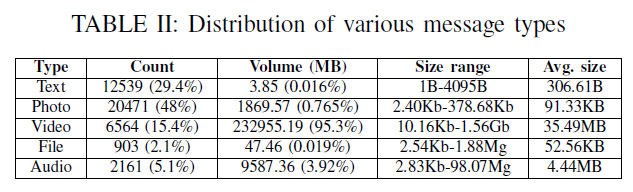 TABLE II: Distribution of various message types
Type Count Volume (MB) Size range Avg. size
Text 12539 (29.4%) 3.85 (0.016%) 1B-4095B 306.61B
Photo 20471 (48%) 1869.57 (0.765%) 2.40Kb-378.68Kb 91.33KB
Video 6564 (15.4%) 232955.19 (95.3%) 10.16Kb-1.56Gb 35.49MB
File 903 (2.1%) 47.46 (0.019%) 2.54Kb-1.88Mg 52.56KB
Audio 2161 (5.1%) 9587.36 (3.92%) 2.83Kb-98.07Mg 4.44MB